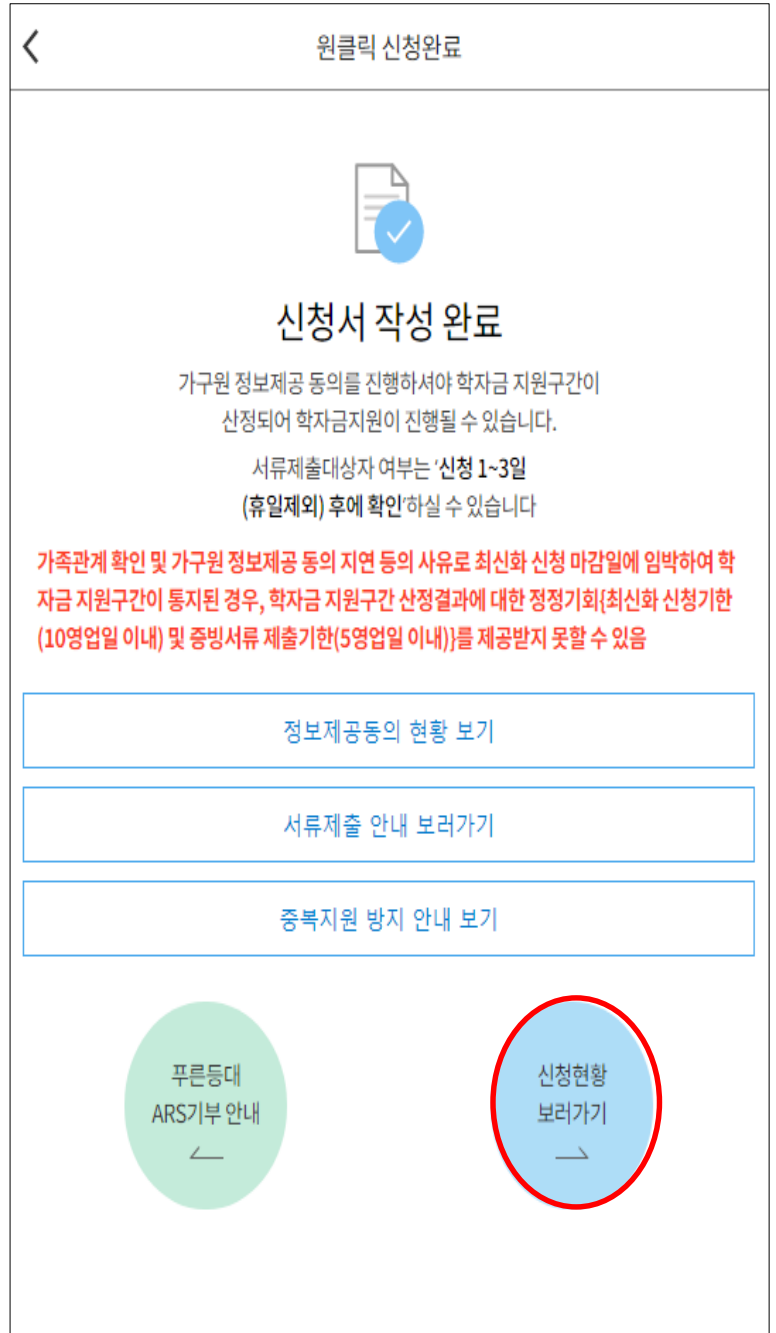 원클릭 신청완료
신청서 작성 완료
가구원 정보제공 동의를 진행하셔야 학자금 지원구간이
산정되어 학자금지원이 진행될 수 있습니다.
서류제출대상자 여부는 ‘신청 1~3일
(휴일제외) 후에 확인’하실 수 있습니다
가족관계 확인 및 가구원 정보제공 동의 지연 등의 사유로 최신화 신청 마감일에 임박하여 학
자금 지원구간이 통지된 경우, 학자금 지원구간 산정결과에 대한 정정기회{최신화 신청기한
(10영업일 이내) 및 증빙서류 제출기한(5영업일 이내)}를 제공받지 못할 수 있음
정보제공동의 현황 보기
서류제출 안내 보러가기
중복지원 방지 안내 보기
푸른등대
ARS기부 안내
신청현황
보러가기